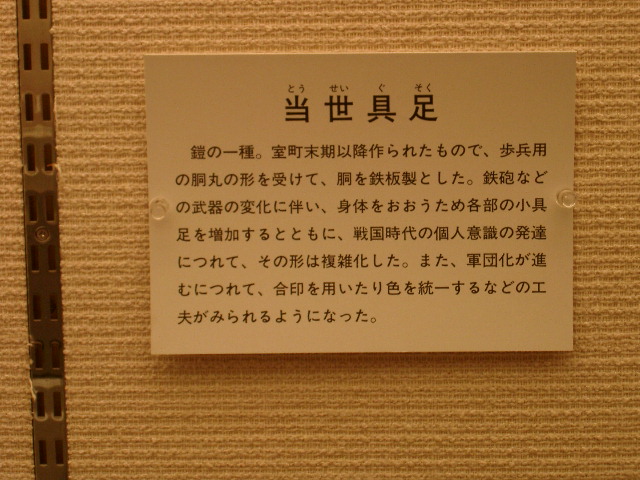 とう せい ぐ そく
当世具足
鎧の一種。室町末期以降作られたもので、歩兵用
の胴丸の形を受けて、胴を鉄板製とした。鉄砲など
の武器の変化に伴い、身体をおおうため各部の小具
足を増加するとともに、戦国時代の個人意識の発達
につれて、その形は複雑化した。また、軍団化が進
むにつれて、合印を用いたり色を統一するなどの工
夫がみられるようになった。